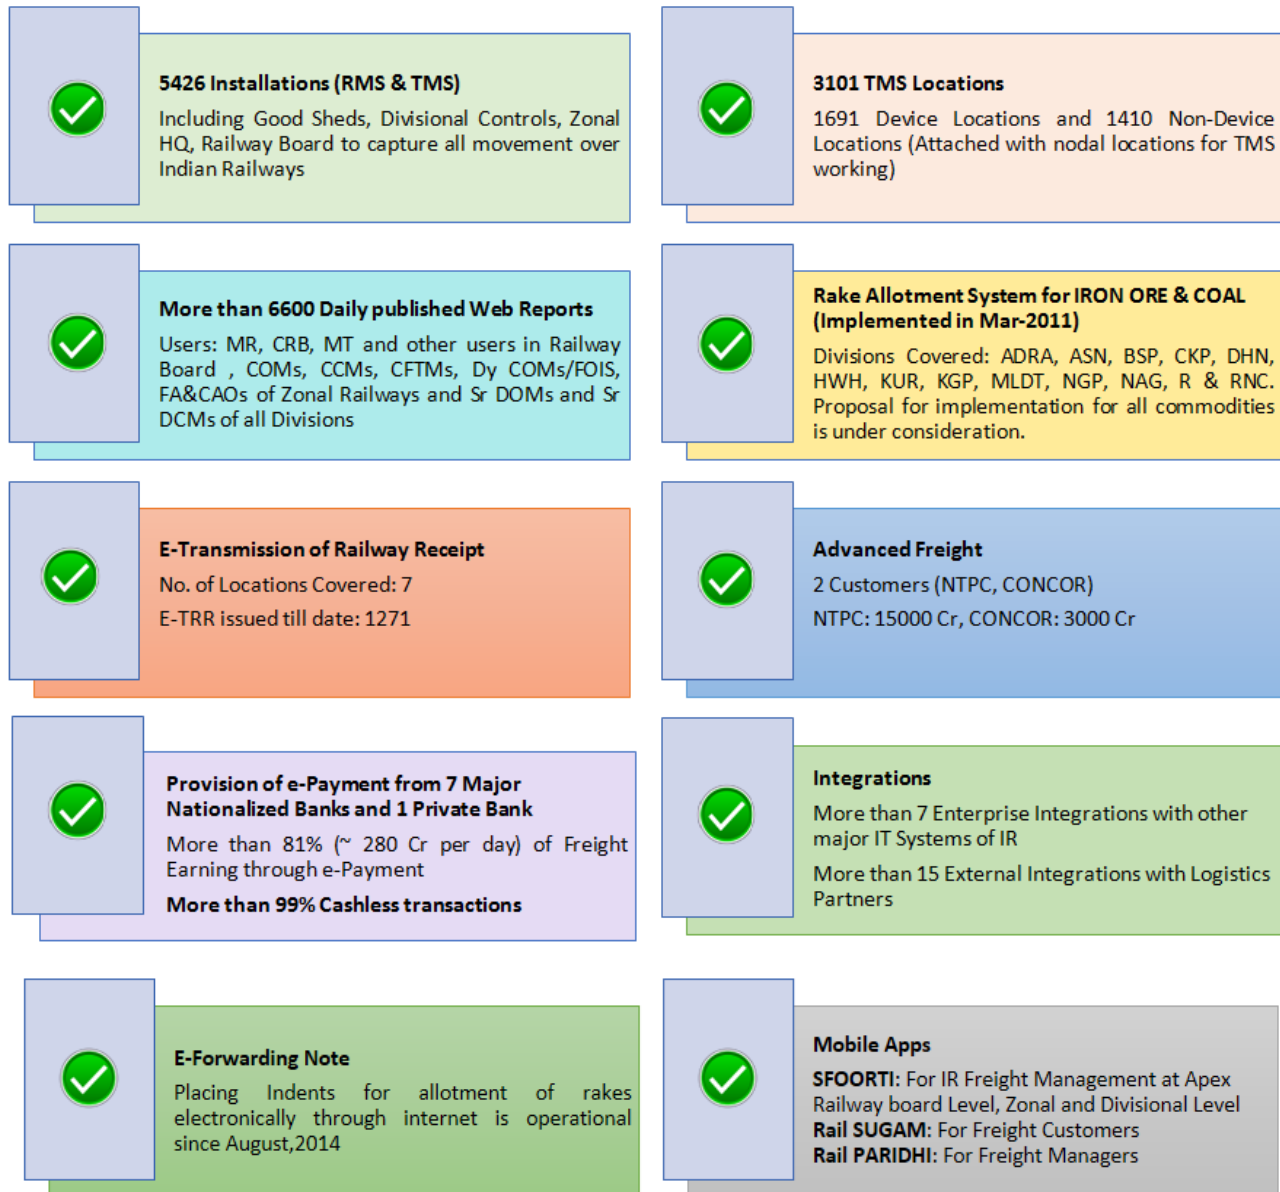 5426 Installations (RMS & TMS)
Including Good Sheds, Divisional Controls, Zonal
HQ, Railway Board to capture all movement over
Indian Railways
3101 TMS Locations
1691 Device Locations and 1410 Non-Device
Locations (Attached with nodal locations for TMS
working)
More than 6600 Daily published Web Reports
Users: MR, CRB, MT and other users in Railway
Board , COMs, CCMs, CFTMs, Dy COMs/FOIS,
FA&CAOs of Zonal Railways and Sr DOMs and Sr
DCMs of all Divisions
Rake Allotment System for IRON ORE & COAL
(Implemented in Mar-2011)
Divisions Covered: ADRA, ASN, BSP, CKP, DHN,
HWH, KUR, KGP, MLDT, NGP, NAG, R & RNC.
Proposal for implementation for all commodities
is under consideration.
E-Transmission of Railway Receipt
No. of Locations Covered: 7
E-TRR issued till date: 1271
Advanced Freight
2 Customers (NTPC, CONCOR)
NTPC: 15000 Cr, CONCOR: 3000 Cr
Provision of e-Payment from 7 Major
Nationalized Banks and 1 Private Bank
More than 81% (~ 280 Cr per day) of Freight
Earning through e-Payment
More than 99% Cashless transactions
Integrations
More than 7 Enterprise Integrations with other
major IT Systems of IR
More than 15 External Integrations with Logistics
Partners
E-Forwarding Note
Placing Indents for allotment of rakes
electronically through internet is operational
since August,2014
Mobile Apps
SFOORTI: For IR Freight Management at Apex
Railway board Level, Zonal and Divisional Level
Rail SUGAM: For Freight Customers
Rail PARIDHI: For Freight Managers